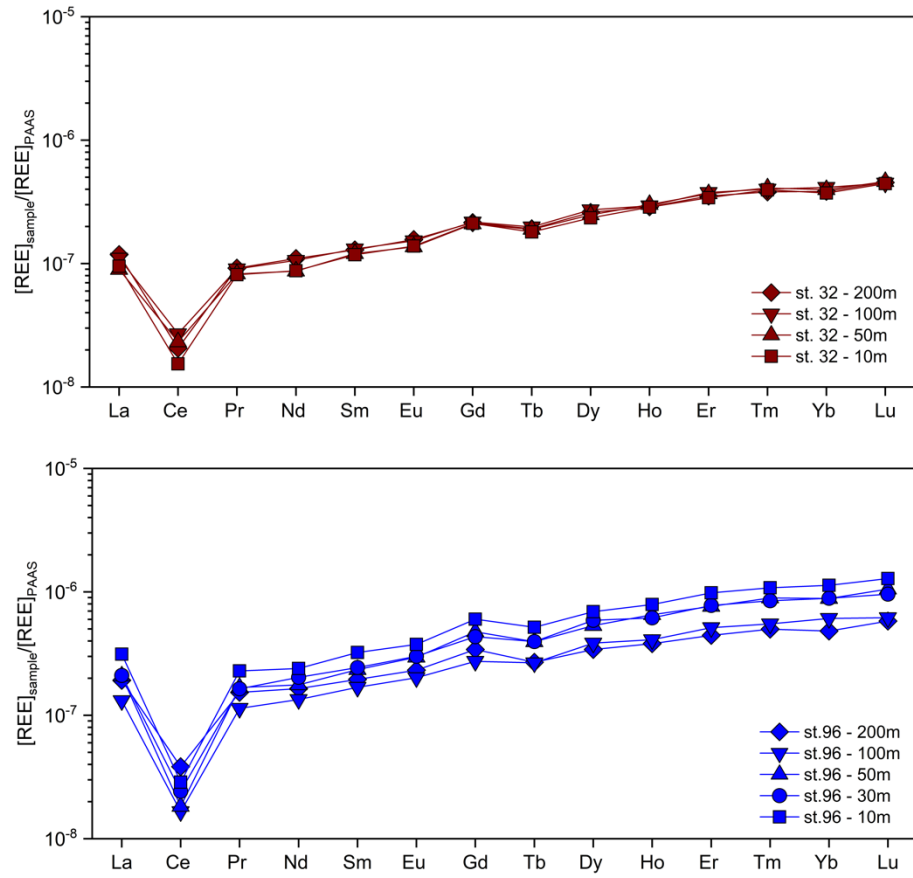 10⁻⁵
10⁻⁶
10⁻⁷
10⁻⁸
[REE]sample/[REE]PAAS
st. 32 - 200m
st. 32 - 100m
st. 32 - 50m
st. 32 - 10m
La Ce Pr Nd Sm Eu Gd Tb Dy Ho Er Tm Yb Lu
10⁻⁵
10⁻⁶
10⁻⁷
10⁻⁸
[REE]sample/[REE]PAAS
st.96 - 200m
st.96 - 100m
st.96 - 50m
st.96 - 30m
st.96 - 10m
La Ce Pr Nd Sm Eu Gd Tb Dy Ho Er Tm Yb Lu